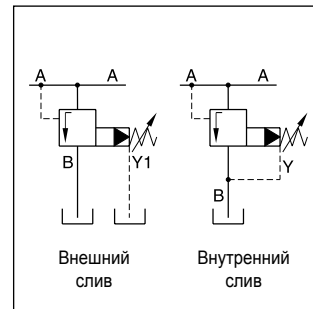 A A A A
B Y1 Y
B
Внешний Внутренний
слив слив